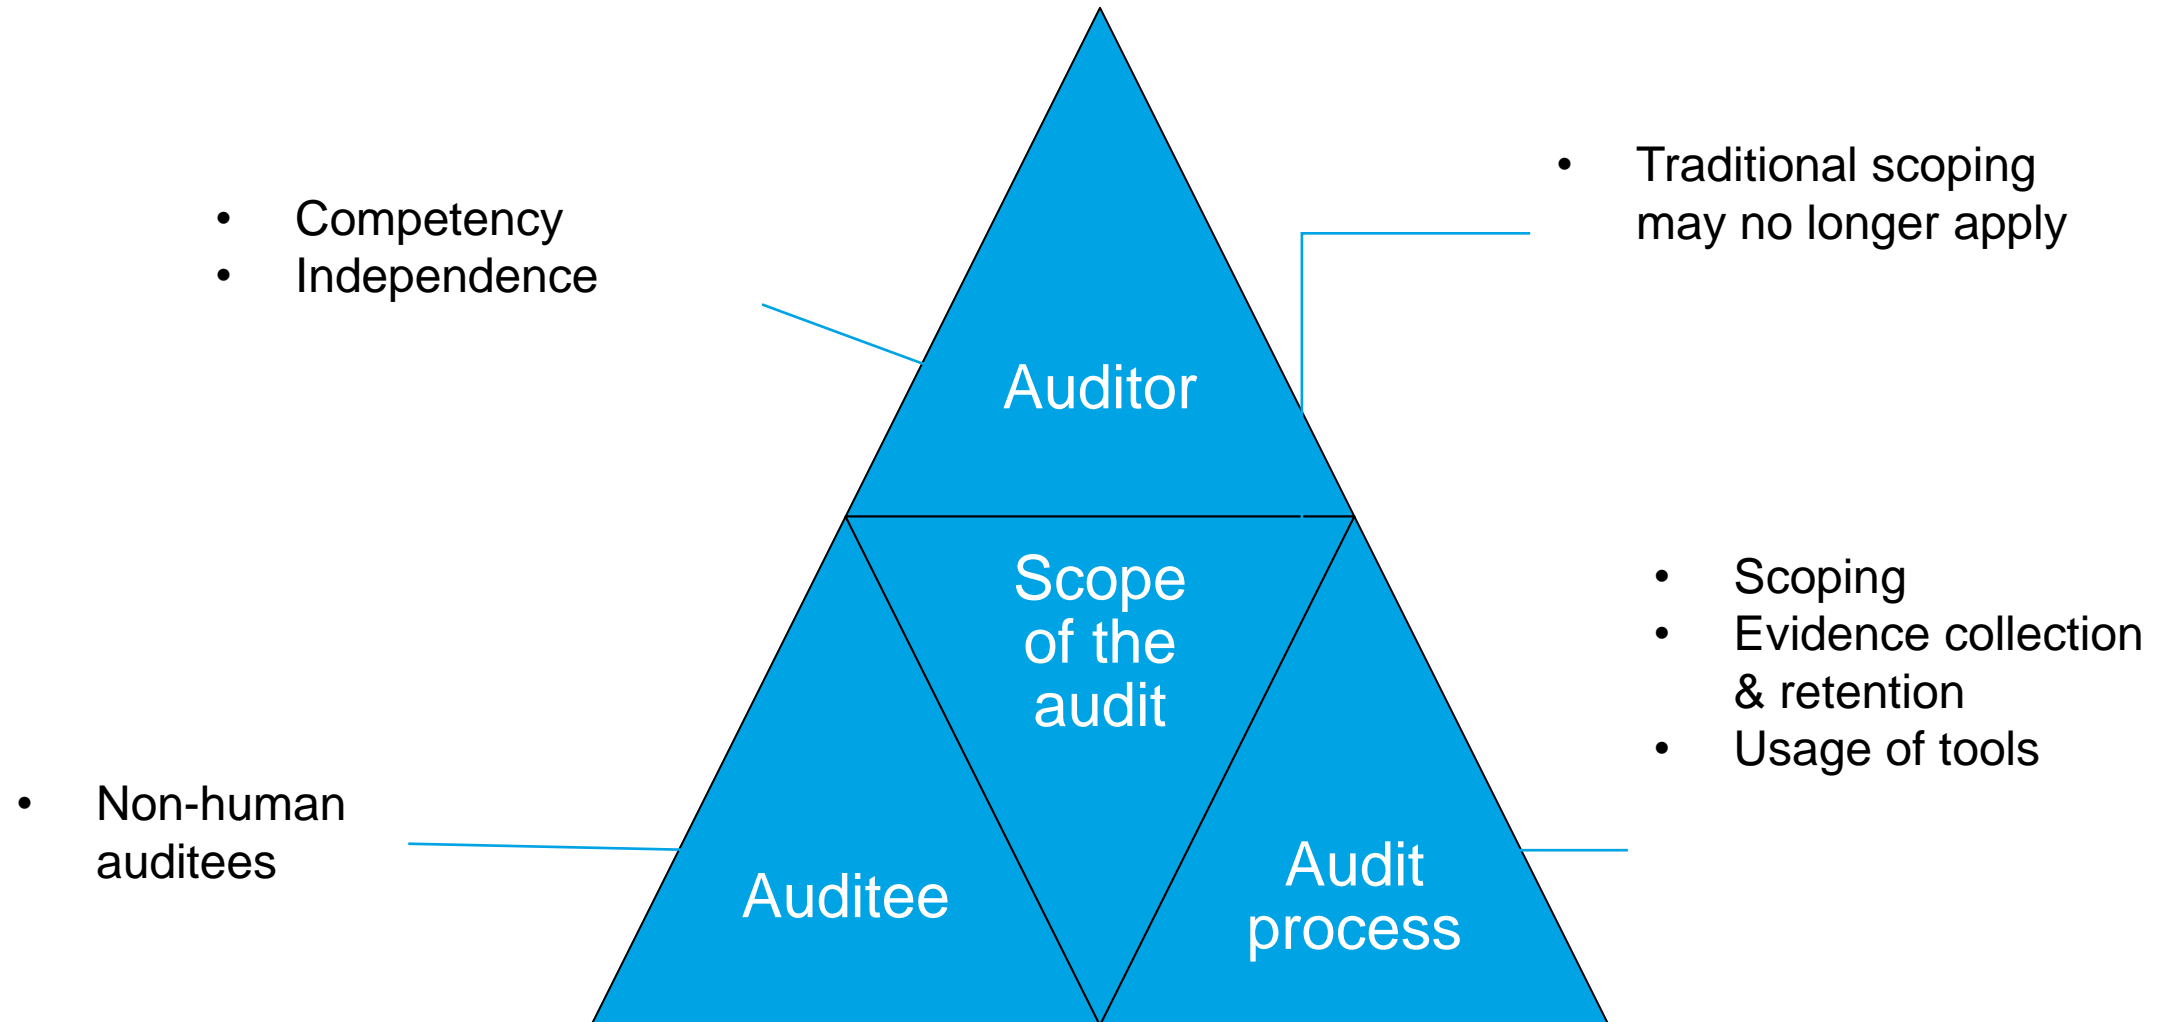 • Competency
• Independence
• Traditional scoping
may no longer apply
Auditor
Scope
of the
audit
• Scoping
• Evidence collection
& retention
• Usage of tools
• Non-human
auditees
Auditee
Audit
process